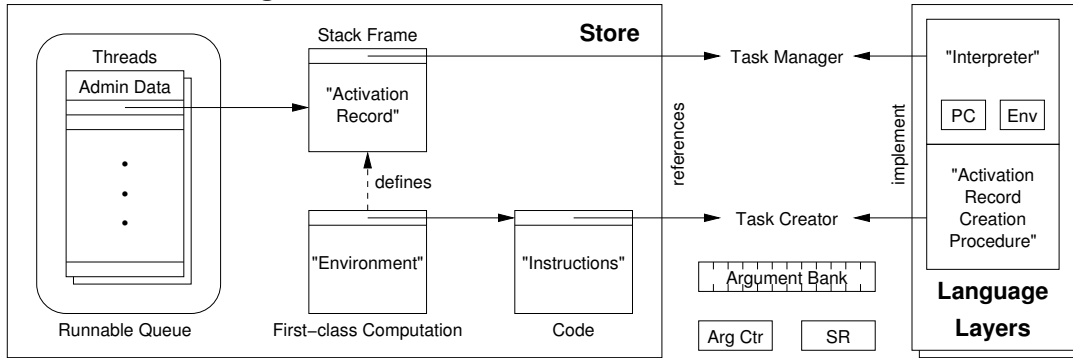 Store
Threads
Admin Data
Runnable Queue
Stack Frame
"Activation
Record"
defines
"Environment"
First−class Computation
"Instructions"
Code
references
Task Manager
Task Creator
Argument Bank
Arg Ctr
SR
implement
"Interpreter"
PC
Env
"Activation
Record
Creation
Procedure"
Language
Layers